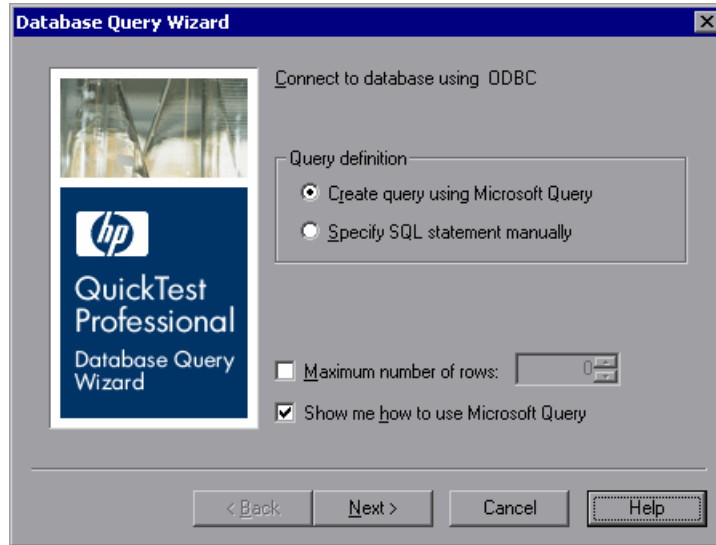 Database Query Wizard
Connect to database using ODBC
Query definition
Create query using Microsoft Query
Specify SQL statement manually
hp
QuickTest
Professional
Database Query
Wizard
Maximum number of rows: 0
Show me how to use Microsoft Query
< Back Next > Cancel Help